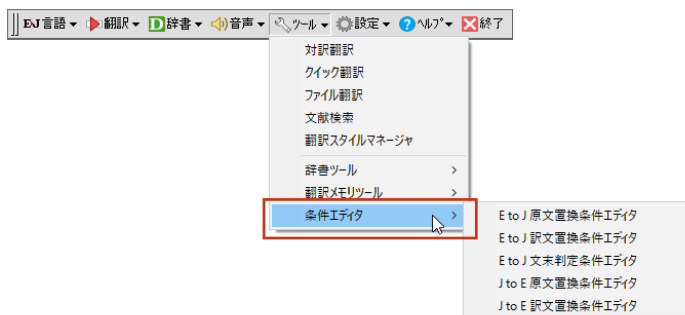 EJ 言語 翻訳 D 辞書 音声 ツール 設定 ? ヘルプ 終了
対訳翻訳
クイック翻訳
ファイル翻訳
文献検索
翻訳スタイルマネージャ
辞書ツール
翻訳メモリツール
条件エディタ
E to J 原文置換条件エディタ
E to J 訳文置換条件エディタ
E to J 文末判定条件エディタ
J to E 原文置換条件エディタ
J to E 訳文置換条件エディタ